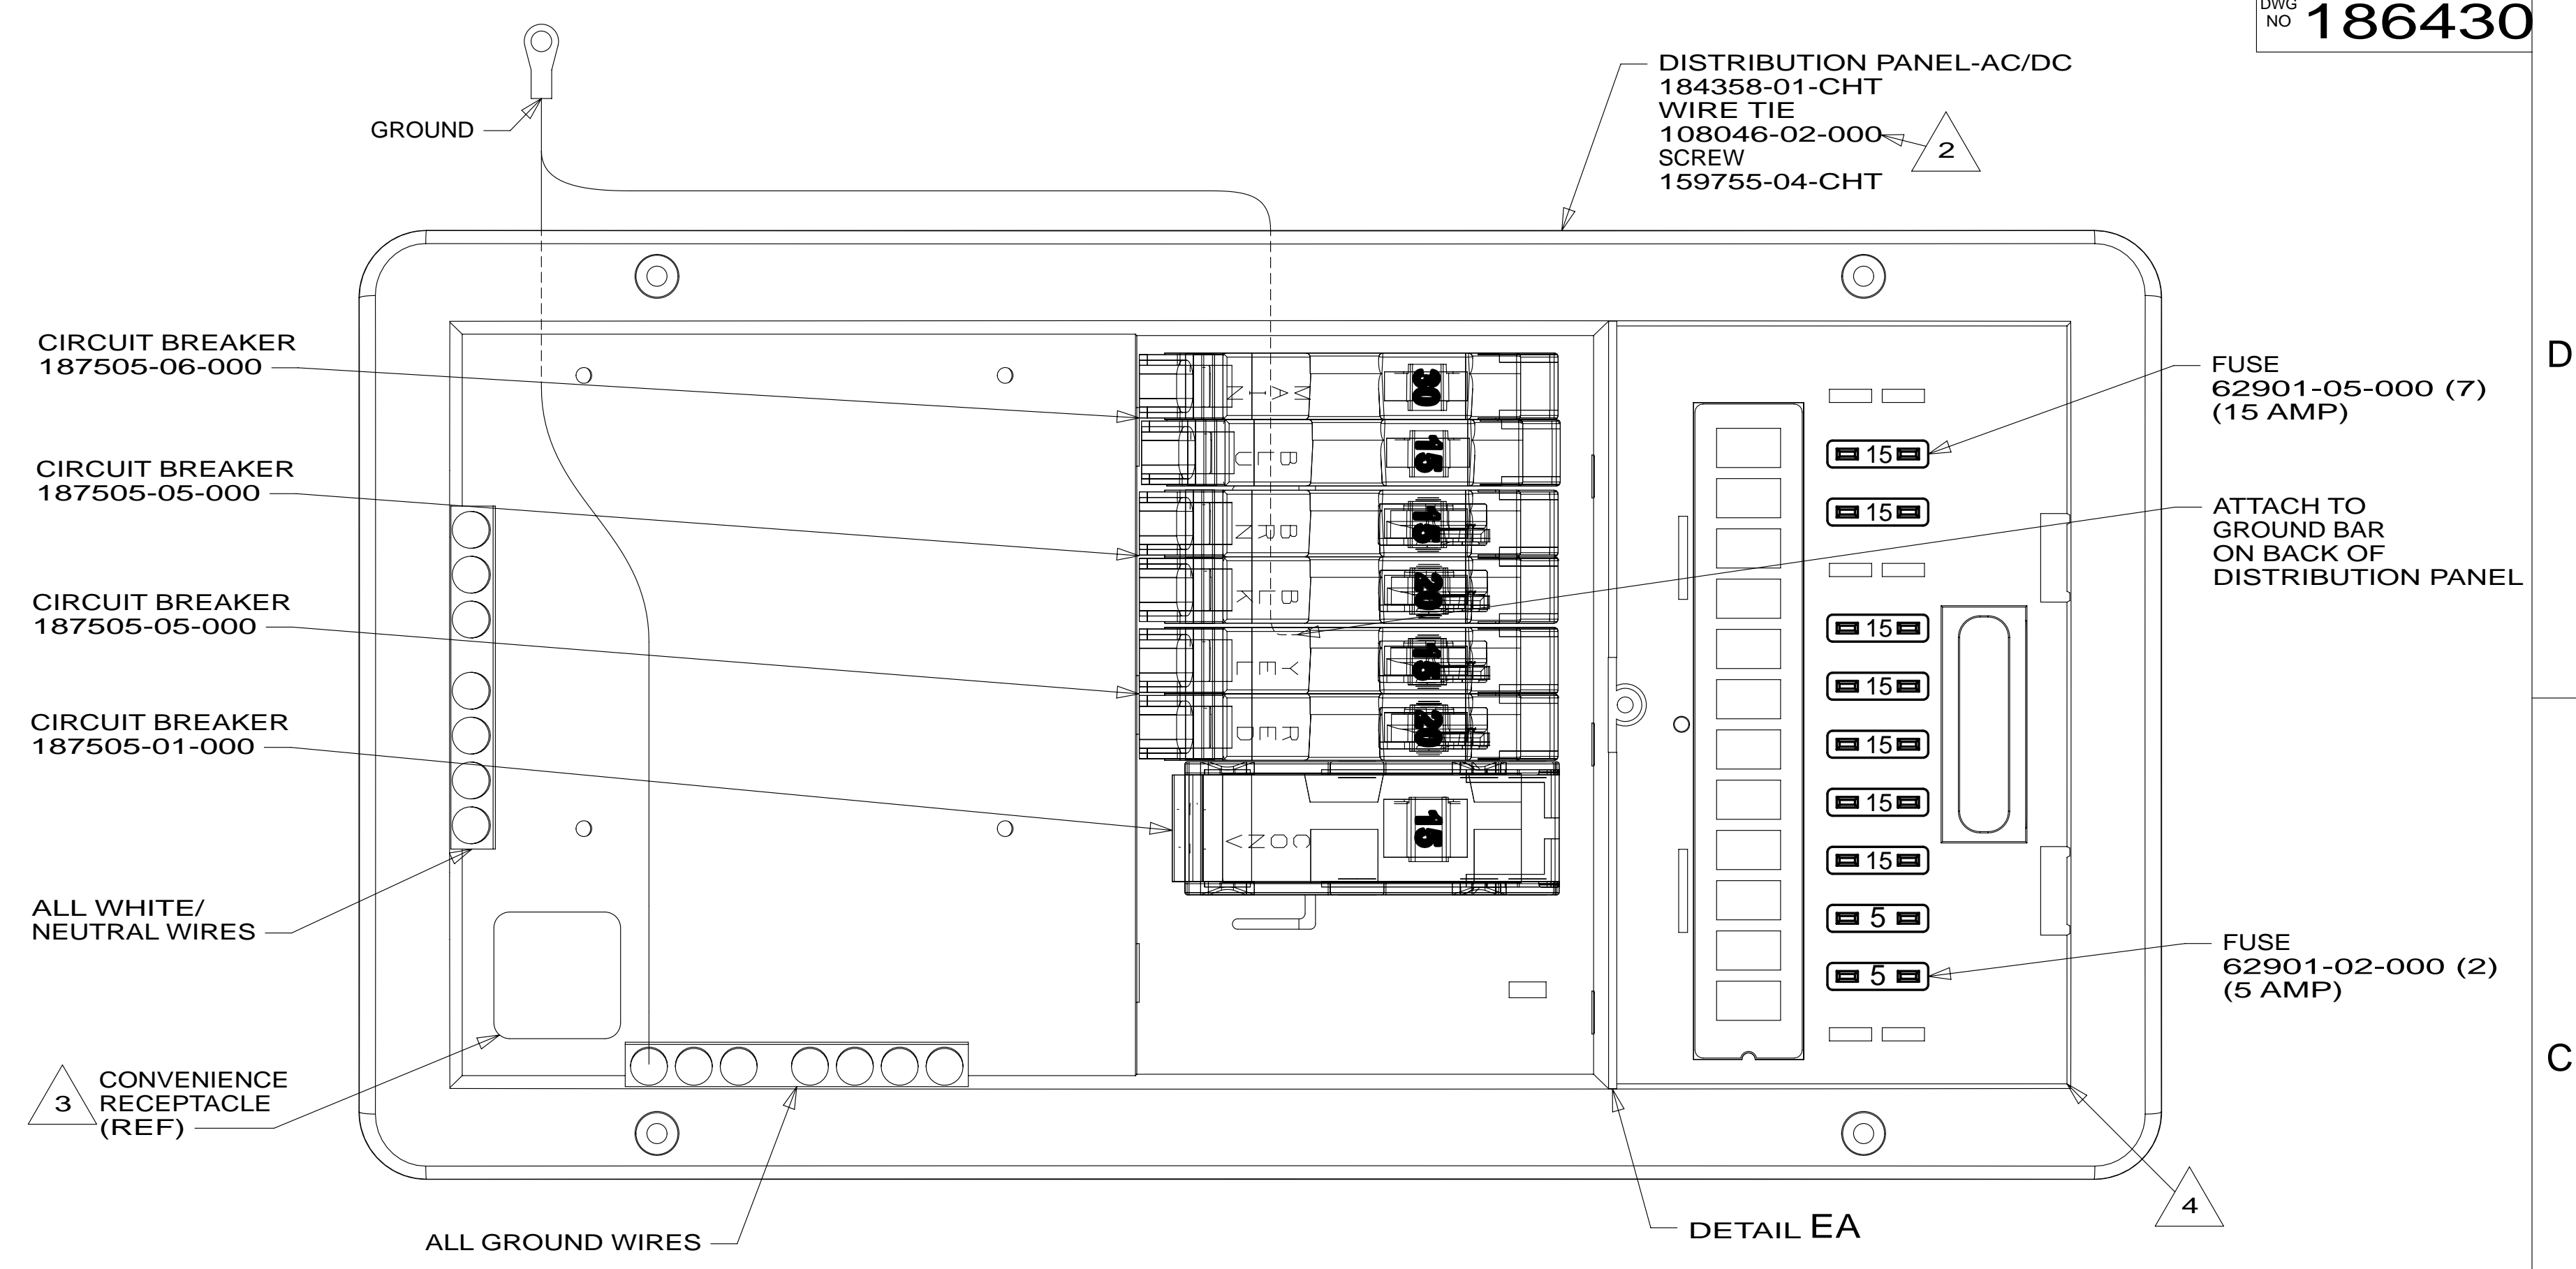 DWG
NO 186430
GROUND
DISTRIBUTION PANEL-AC/DC
184358-01-CHT
WIRE TIE
108046-02-000
SCREW
159755-04-CHT
2
CIRCUIT BREAKER
187505-06-000
CIRCUIT BREAKER
187505-05-000
CIRCUIT BREAKER
187505-05-000
CIRCUIT BREAKER
187505-01-000
ALL WHITE/
NEUTRAL WIRES
3
CONVENIENCE
RECEPTACLE
(REF)
ALL GROUND WIRES
MAIN
30
BLU
15
BRN
15
BLK
20
YEL
15
RED
20
CONV
15
15
15
15
15
15
15
15
5
5
FUSE
62901-05-000 (7)
(15 AMP)
ATTACH TO
GROUND BAR
ON BACK OF
DISTRIBUTION PANEL
FUSE
62901-02-000 (2)
(5 AMP)
4
DETAIL EA
D
C